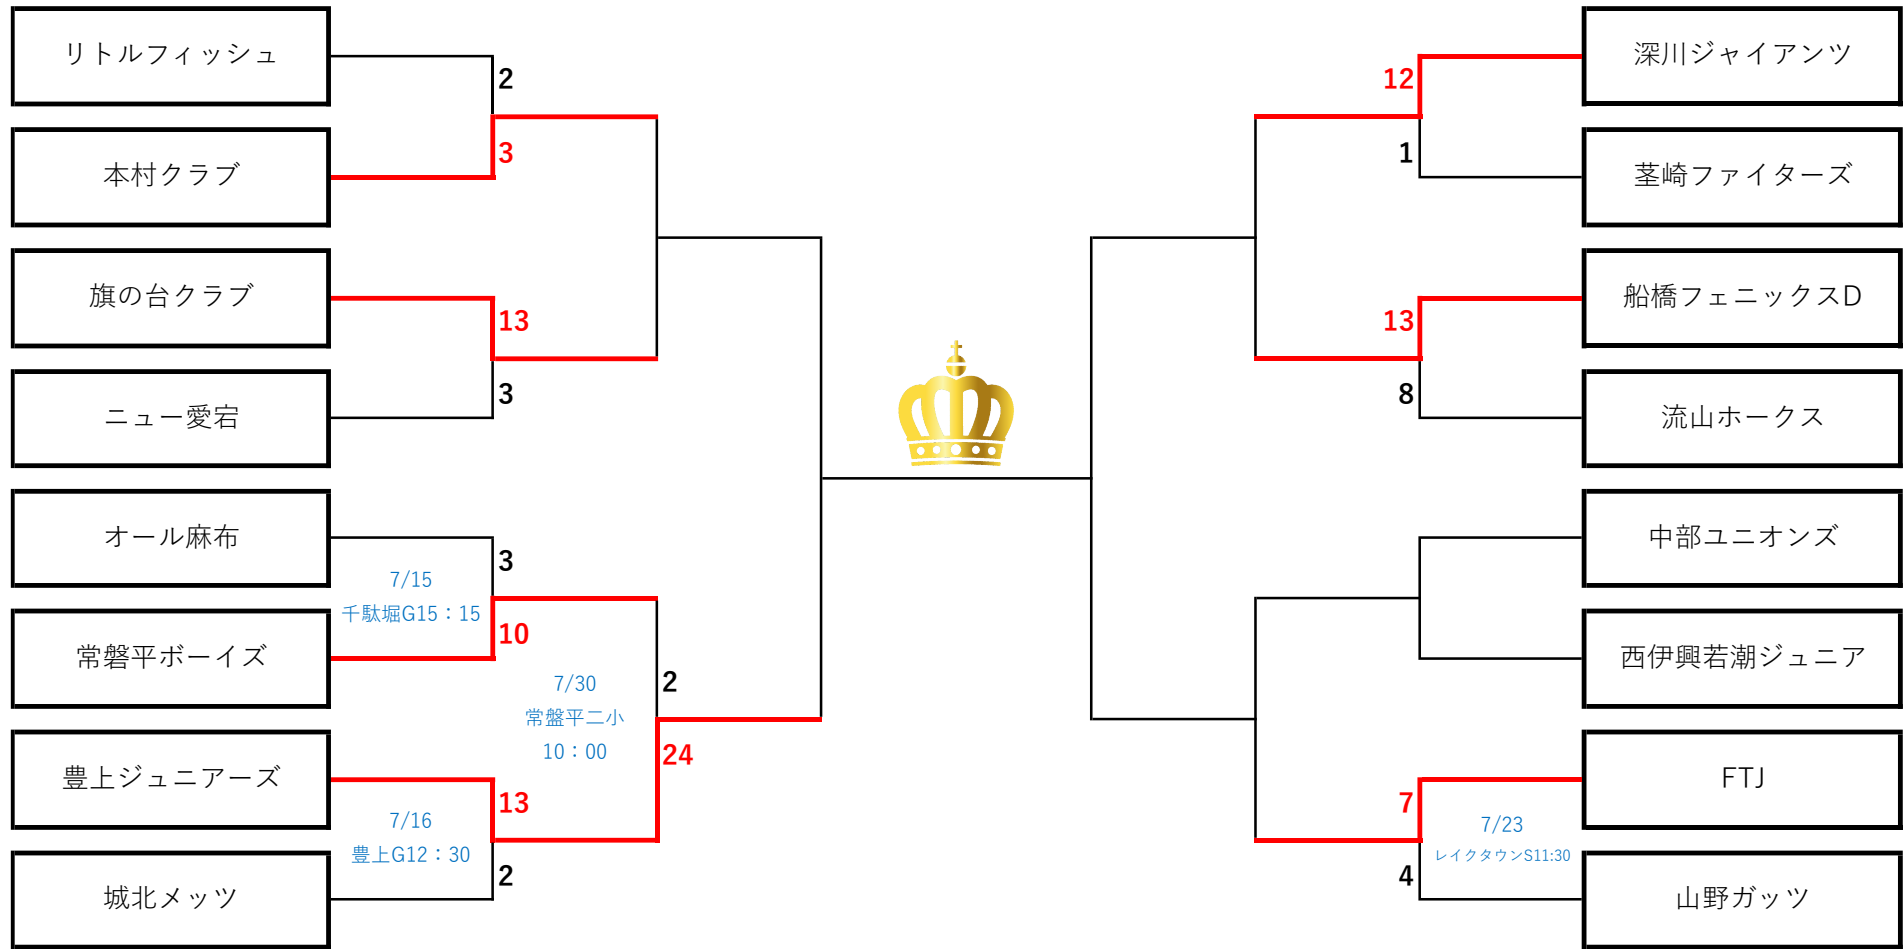 リトルフィッシュ
2
3
本村クラブ
旗の台クラブ
13
3
ニュー愛宕
オール麻布
3
7/15
千駄堀G15：15
10
常磐平ボーイズ
7/30
常盤平二小
10：00
2
24
豊上ジュニアーズ
13
7/16
豊上G12：30
2
城北メッツ
深川ジャイアンツ
12
1
茎崎ファイターズ
船橋フェニックスD
13
8
流山ホークス
中部ユニオンズ
西伊興若潮ジュニア
FTJ
7
7/23
レイクタウンS11:30
4
山野ガッツ